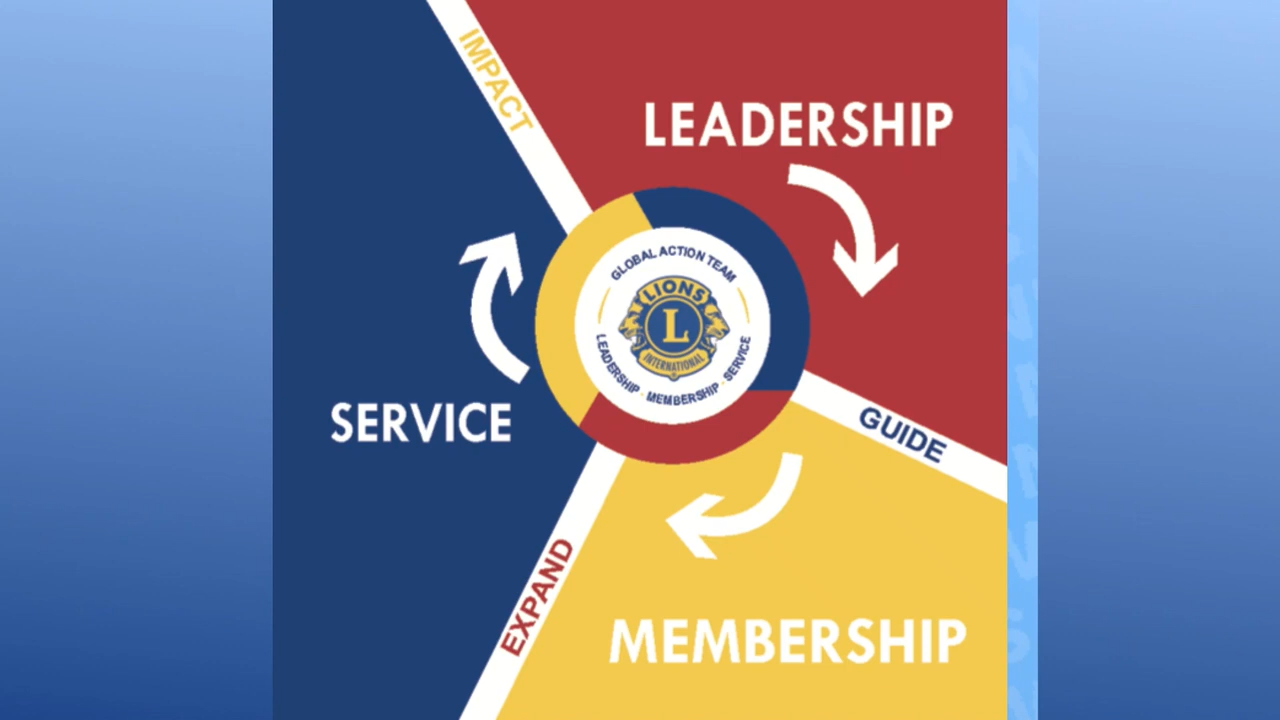 IMPACT
LEADERSHIP
GLOBAL ACTION TEAM
LIONS
L
INTERNATIONAL
LEADERSHIP · MEMBERSHIP · SERVICE
SERVICE
GUIDE
EXPAND
MEMBERSHIP